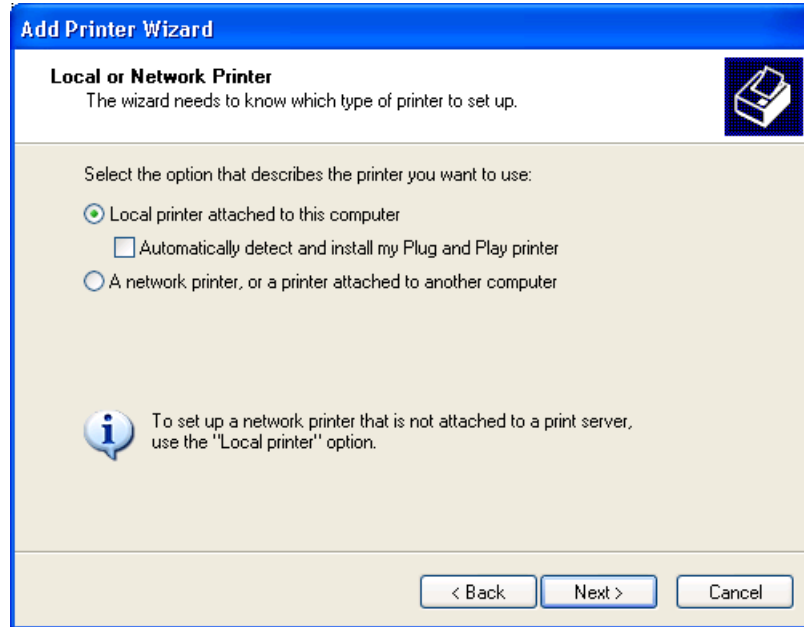 Add Printer Wizard
Local or Network Printer
The wizard needs to know which type of printer to set up.
Select the option that describes the printer you want to use:
Local printer attached to this computer
Automatically detect and install my Plug and Play printer
A network printer, or a printer attached to another computer
To set up a network printer that is not attached to a print server,
use the "Local printer" option.
< Back Next > Cancel